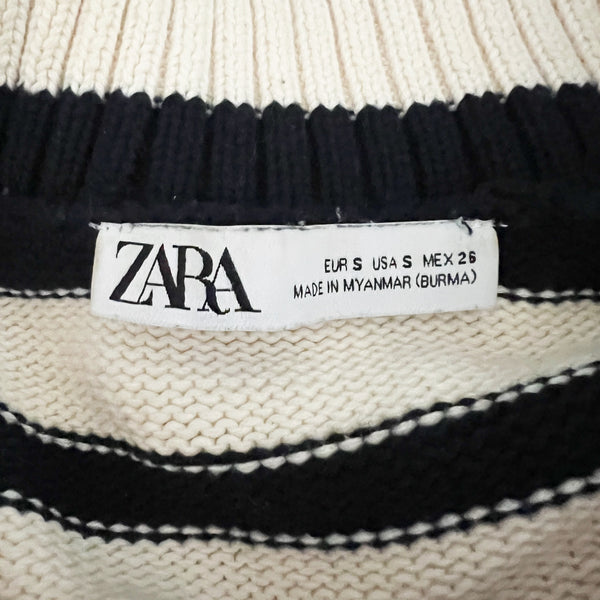 ZARA
EUR S USA S MEX 26
MADE IN MYANMAR (BURMA)